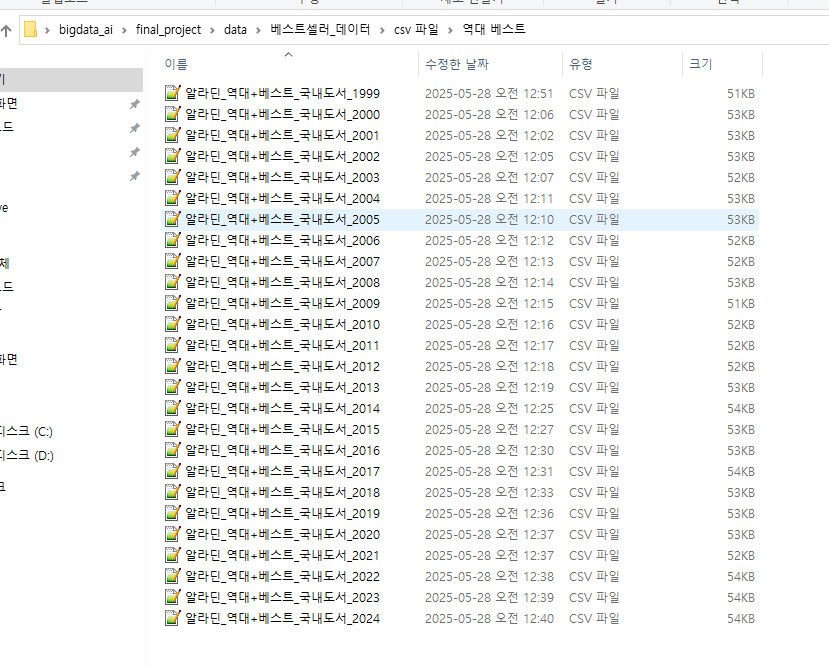 bigdata_ai > final_project > data > 베스트셀러_데이터 > csv 파일 > 역대 베스트
이름 수정한 날짜 유형 크기
알라딘_역대+베스트_국내도서_1999 2025-05-28 오전 12:51 CSV 파일 51KB
알라딘_역대+베스트_국내도서_2000 2025-05-28 오전 12:06 CSV 파일 53KB
알라딘_역대+베스트_국내도서_2001 2025-05-28 오전 12:02 CSV 파일 53KB
알라딘_역대+베스트_국내도서_2002 2025-05-28 오전 12:05 CSV 파일 53KB
알라딘_역대+베스트_국내도서_2003 2025-05-28 오전 12:07 CSV 파일 52KB
알라딘_역대+베스트_국내도서_2004 2025-05-28 오전 12:11 CSV 파일 53KB
알라딘_역대+베스트_국내도서_2005 2025-05-28 오전 12:10 CSV 파일 53KB
알라딘_역대+베스트_국내도서_2006 2025-05-28 오전 12:12 CSV 파일 52KB
알라딘_역대+베스트_국내도서_2007 2025-05-28 오전 12:13 CSV 파일 52KB
알라딘_역대+베스트_국내도서_2008 2025-05-28 오전 12:14 CSV 파일 53KB
알라딘_역대+베스트_국내도서_2009 2025-05-28 오전 12:15 CSV 파일 51KB
알라딘_역대+베스트_국내도서_2010 2025-05-28 오전 12:16 CSV 파일 52KB
알라딘_역대+베스트_국내도서_2011 2025-05-28 오전 12:17 CSV 파일 52KB
알라딘_역대+베스트_국내도서_2012 2025-05-28 오전 12:18 CSV 파일 52KB
알라딘_역대+베스트_국내도서_2013 2025-05-28 오전 12:19 CSV 파일 53KB
알라딘_역대+베스트_국내도서_2014 2025-05-28 오전 12:25 CSV 파일 54KB
알라딘_역대+베스트_국내도서_2015 2025-05-28 오전 12:27 CSV 파일 53KB
알라딘_역대+베스트_국내도서_2016 2025-05-28 오전 12:30 CSV 파일 53KB
알라딘_역대+베스트_국내도서_2017 2025-05-28 오전 12:31 CSV 파일 54KB
알라딘_역대+베스트_국내도서_2018 2025-05-28 오전 12:33 CSV 파일 53KB
알라딘_역대+베스트_국내도서_2019 2025-05-28 오전 12:36 CSV 파일 53KB
알라딘_역대+베스트_국내도서_2020 2025-05-28 오전 12:37 CSV 파일 53KB
알라딘_역대+베스트_국내도서_2021 2025-05-28 오전 12:37 CSV 파일 52KB
알라딘_역대+베스트_국내도서_2022 2025-05-28 오전 12:38 CSV 파일 54KB
알라딘_역대+베스트_국내도서_2023 2025-05-28 오전 12:39 CSV 파일 54KB
알라딘_역대+베스트_국내도서_2024 2025-05-28 오전 12:40 CSV 파일 54KB
기
화면
드
ve
체
드
화면
디스크 (C:)
디스크 (D:)
크